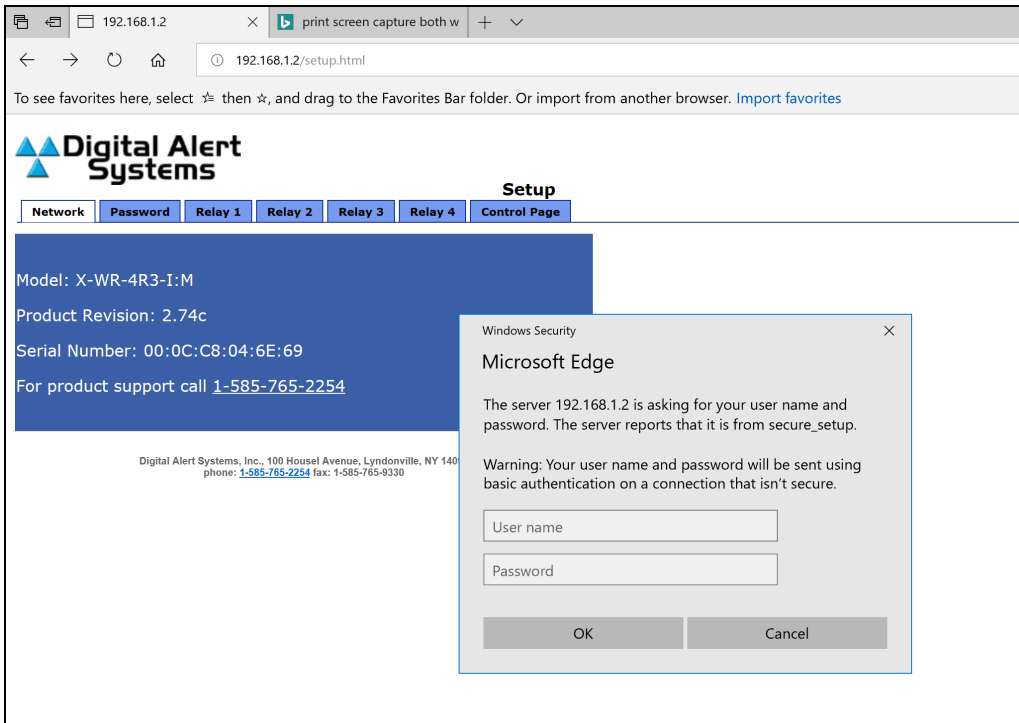 192.168.1.2
print screen capture both w
192.168.1.2/setup.html
To see favorites here, select then , and drag to the Favorites Bar folder. Or import from another browser. Import favorites
Digital Alert
Systems
Setup
Network Password Relay 1 Relay 2 Relay 3 Relay 4 Control Page
Model: X-WR-4R3-I:M
Product Revision: 2.74c
Serial Number: 00:0C:C8:04:6E:69
For product support call 1-585-765-2254
Digital Alert Systems, Inc., 100 Housel Avenue, Lyndonville, NY
phone: 1-585-765-2254 fax: 1-585-765-9330
Windows Security
Microsoft Edge
The server 192.168.1.2 is asking for your user name and
password. The server reports that it is from secure_setup.
Warning: Your user name and password will be sent using
basic authentication on a connection that isn't secure.
User name
Password
OK Cancel